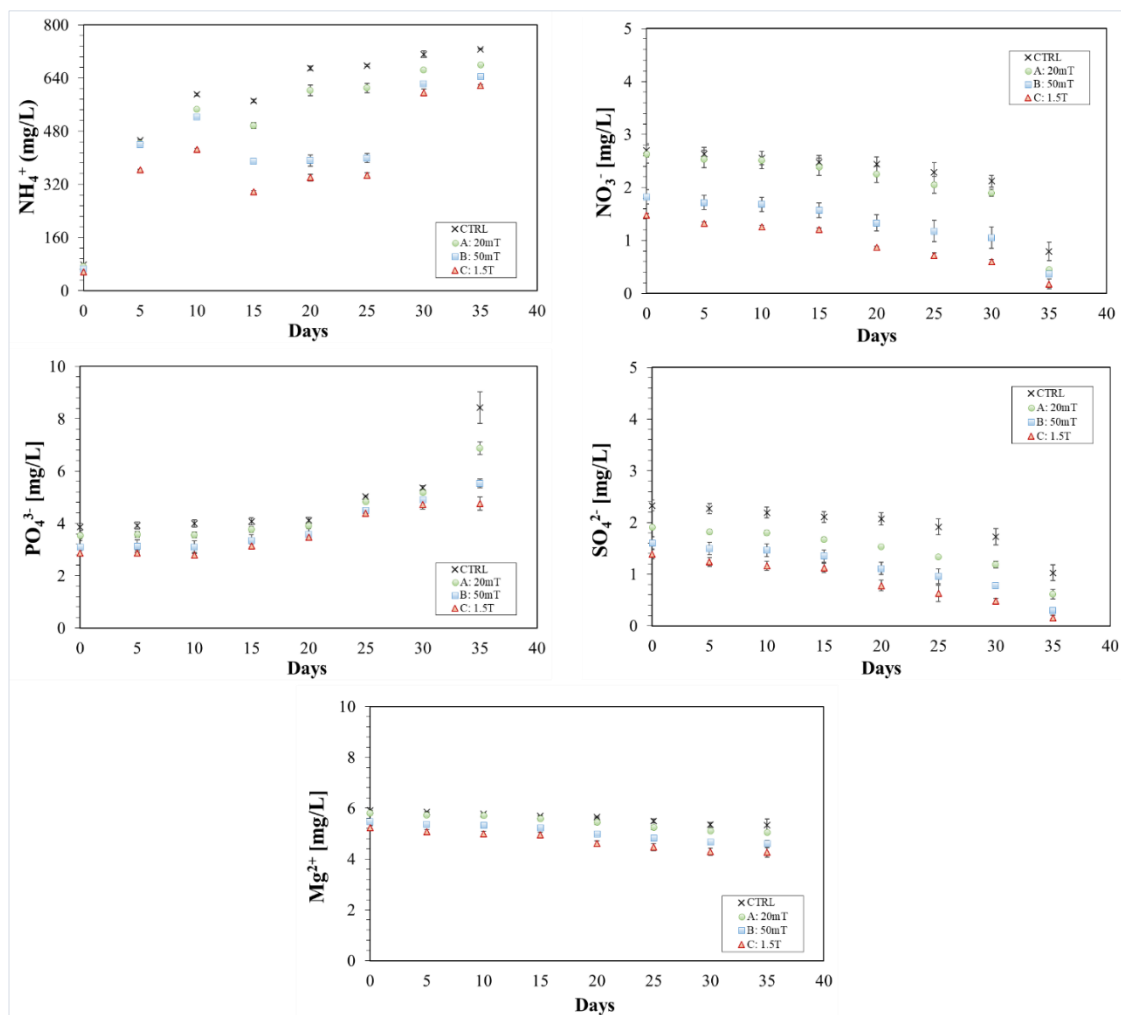 800
640
480
320
160
0
NH₄⁺ (mg/L)
CTRL
A: 20mT
B: 50mT
C: 1.5T
0 5 10 15 20 25 30 35 40
Days
5
4
3
2
1
0
NO₃⁻ [mg/L]
CTRL
A: 20mT
B: 50mT
C: 1.5T
0 5 10 15 20 25 30 35 40
Days
10
8
6
4
2
0
PO₄³⁻ [mg/L]
CTRL
A: 20mT
B: 50mT
C: 1.5T
0 5 10 15 20 25 30 35 40
Days
5
4
3
2
1
0
SO₄²⁻ [mg/L]
CTRL
A: 20mT
B: 50mT
C: 1.5T
0 5 10 15 20 25 30 35 40
Days
10
8
6
4
2
0
Mg²⁺ [mg/L]
CTRL
A: 20mT
B: 50mT
C: 1.5T
0 5 10 15 20 25 30 35 40
Days